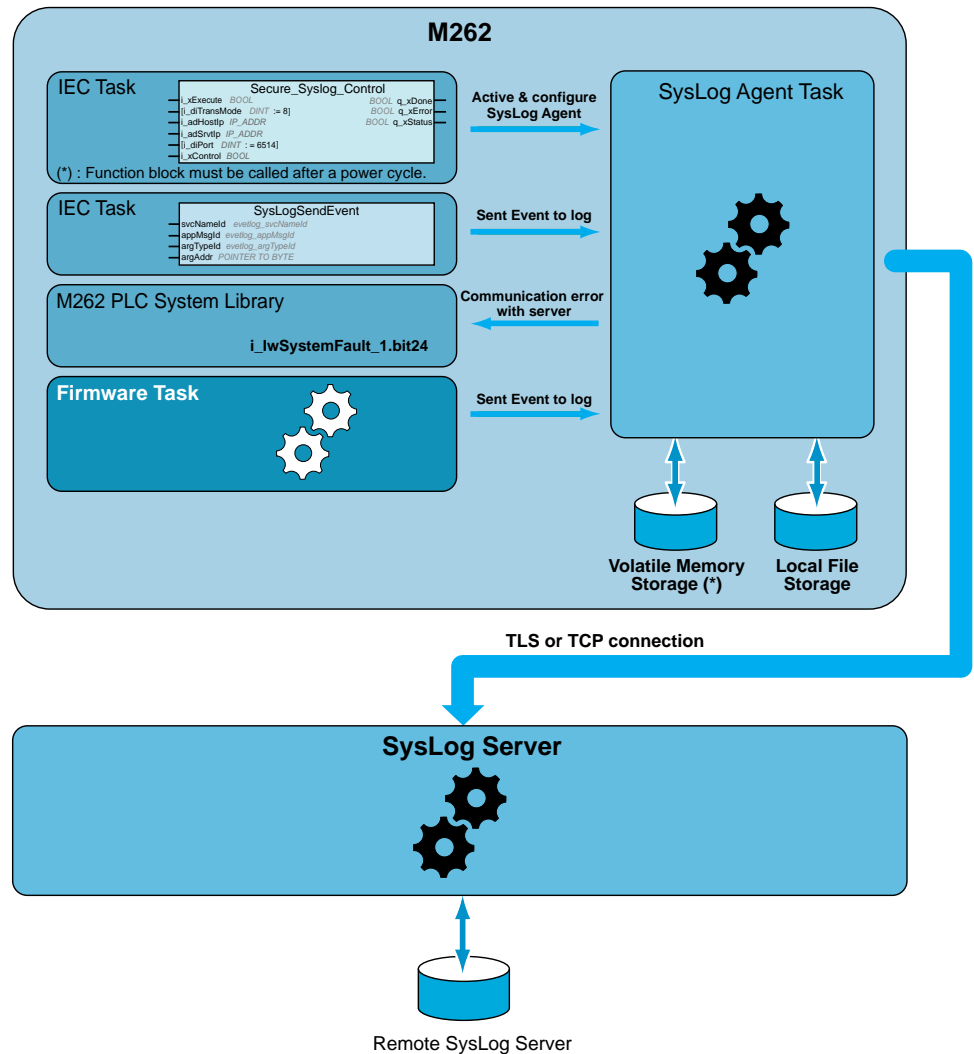 M262
IEC Task
Secure_Syslog_Control
i_xExecute BOOL
BOOL q_xDone
[i_diTransMode DINT := 8]
BOOL q_xError
i_adHostIp IP_ADDR
BOOL q_xStatus
i_adSrvtIp IP_ADDR
[i_diPort DINT : = 6514]
i_xControl BOOL
(*) : Function block must be called after a power cycle.
Active & configure
SysLog Agent
SysLog Agent Task
IEC Task
SysLogSendEvent
svcNameId evetlog_svcNameId
appMsgId evetlog_appMsgId
argTypeId evetlog_argTypeId
argAddr POINTER TO BYTE
Sent Event to log
M262 PLC System Library
i_lwSystemFault_1.bit24
Communication error
with server
Firmware Task
Sent Event to log
Volatile Memory
Storage (*)
Local File
Storage
TLS or TCP connection
SysLog Server
Remote SysLog Server